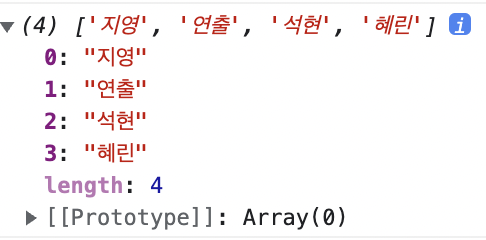 (4) ['지영', '연출', '석현', '혜린'] i
0: "지영"
1: "연출"
2: "석현"
3: "혜린"
length: 4
[[Prototype]]: Array(0)